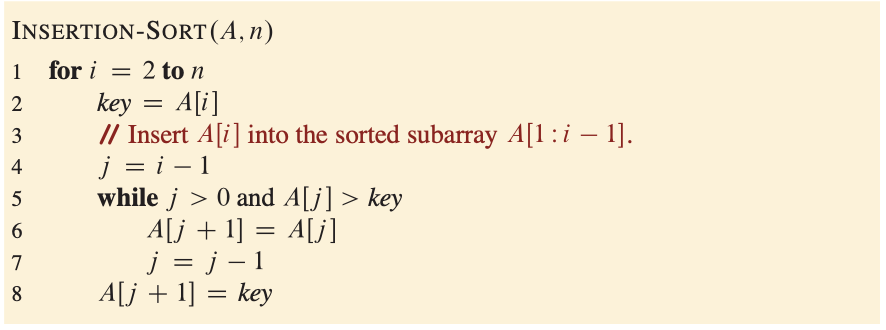 INSERTION-SORT(A, n)
1 for i = 2 to n
2 key = A[i]
3 // Insert A[i] into the sorted subarray A[1 : i − 1].
4 j = i − 1
5 while j > 0 and A[j] > key
6 A[j + 1] = A[j]
7 j = j − 1
8 A[j + 1] = key